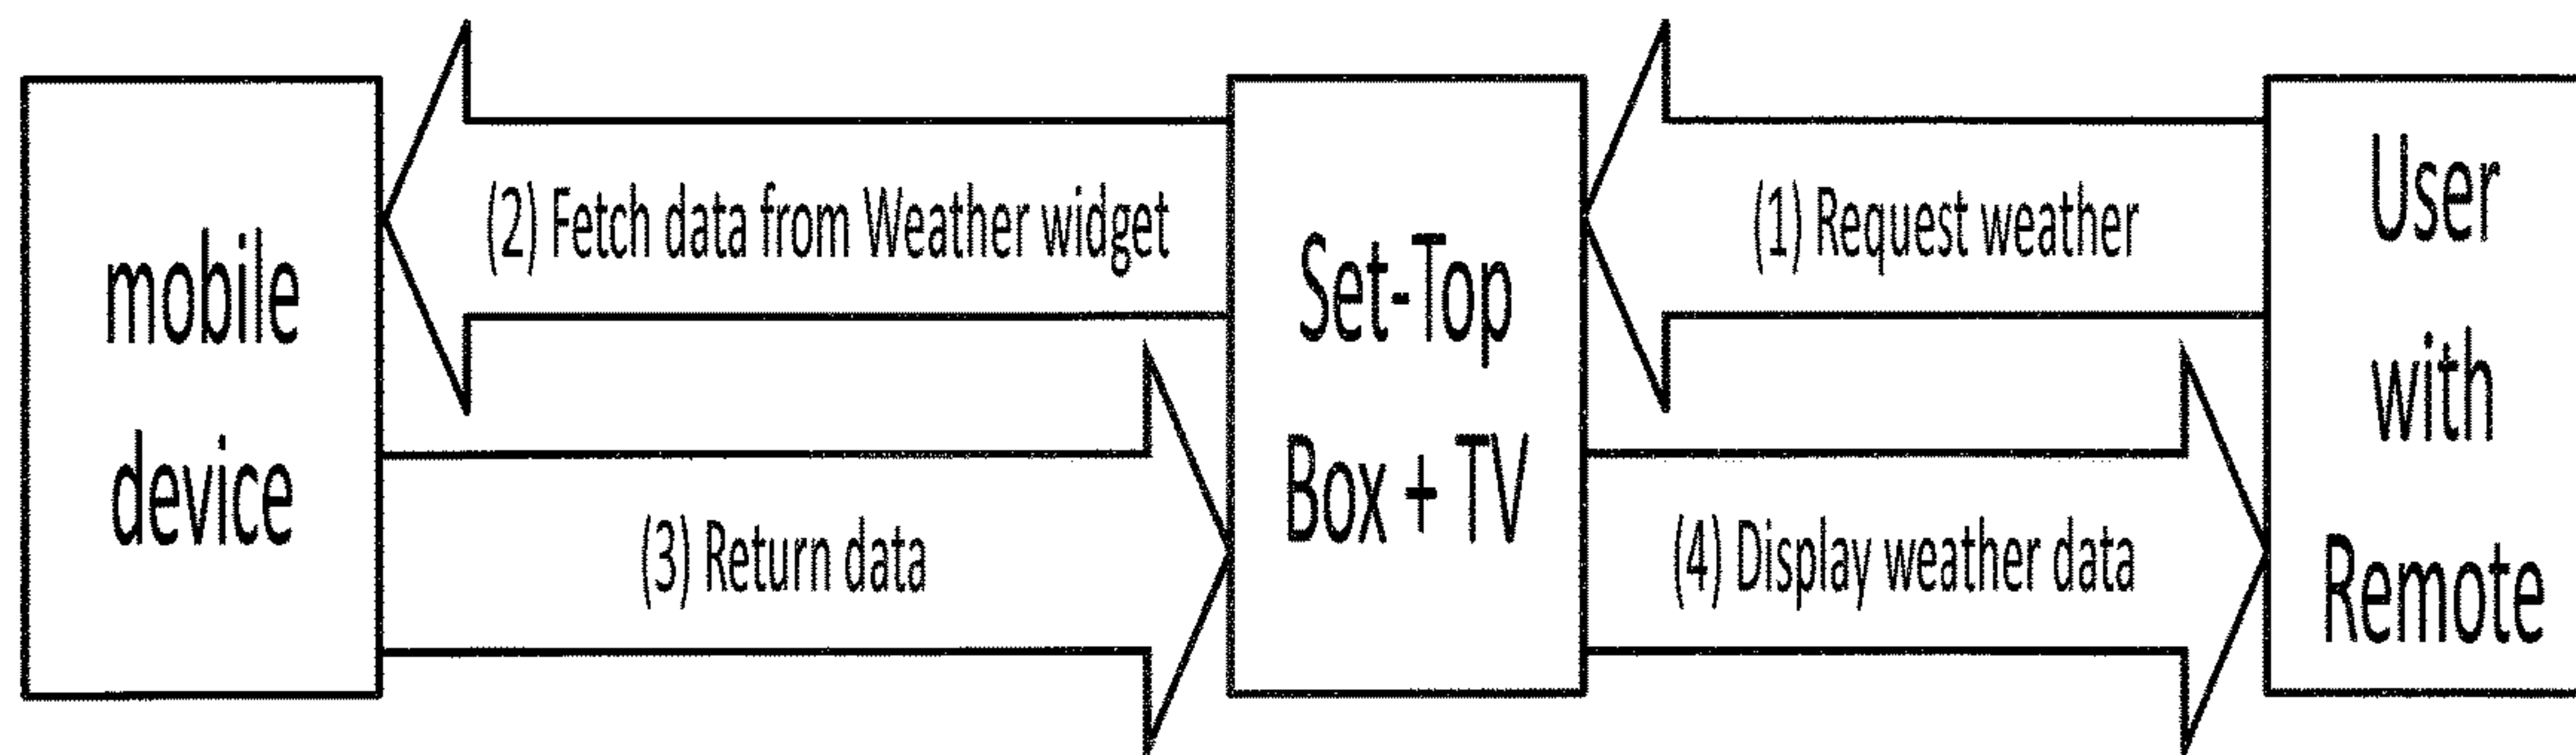 mobile
device
(2) Fetch data from Weather widget
(3) Return data
Set-Top
Box + TV
(1) Request weather
(4) Display weather data
User
with
Remote